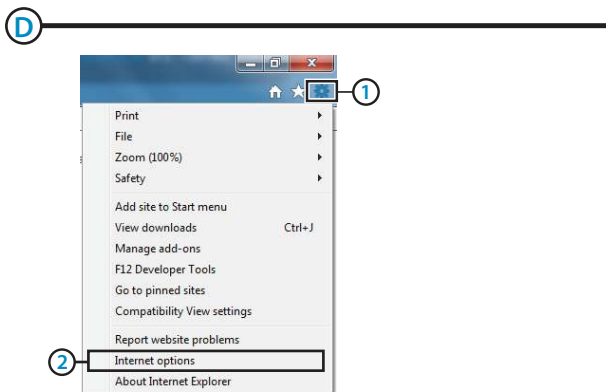 D
1
Print
File
Zoom (100%)
Safety
Add site to Start menu
View downloads Ctrl+J
Manage add-ons
F12 Developer Tools
Go to pinned sites
Compatibility View settings
Report website problems
2 Internet options
About Internet Explorer